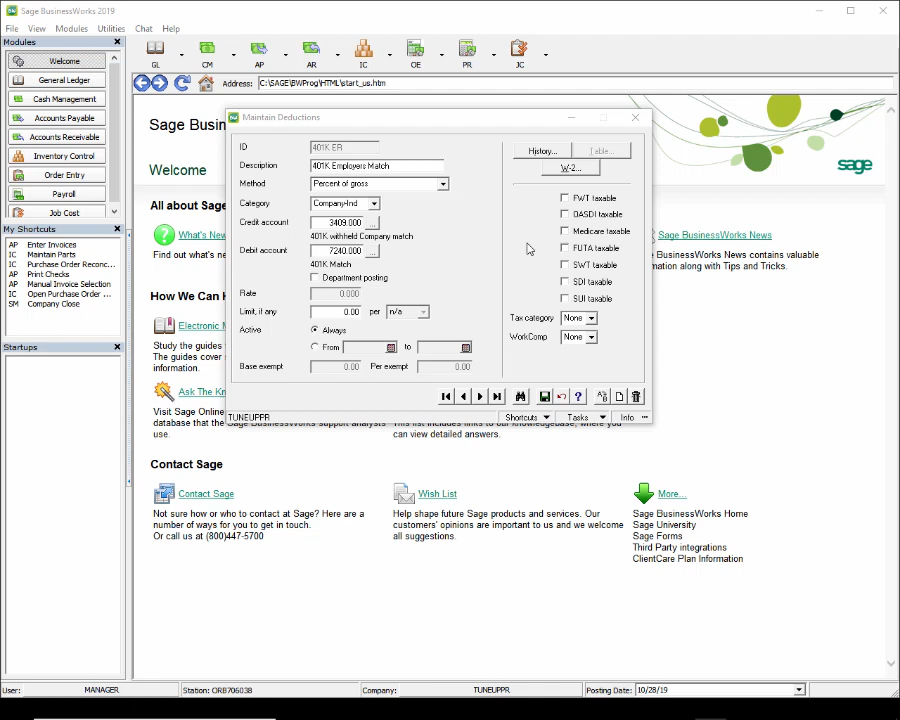 Sage BusinessWorks 2019
File View Modules Utilities Chat Help
Modules
Welcome
General Ledger
Cash Management
Accounts Payable
Accounts Receivable
Inventory Control
Order Entry
Payroll
Job Cost
GL CM AP AR IC OE PR JC
Address: C:\SAGE\BWProg\HTML\start_us.htm
My Shortcuts
AP Enter Invoices
IC Maintain Parts
IC Purchase Order Reconc...
AP Print Checks
AP Manual Invoice Selection
IC Open Purchase Order ...
SM Company Close
Startups
Sage Busin
Welcome
sage
All about Sage
What's New
Find out what's ne
Sage BusinessWorks News
mation along with Tips and Tricks.
How We Can H
Electronic M
Study the guides
The guides cover
information.
Ask The Kn
Visit Sage Online
database that the Sage BusinessWorks support analysts
use.
This list includes links to our knowledgebase, where you
can view detailed answers.
Maintain Deductions
ID 401K ER
Description 401K Employers Match
Method Percent of gross
Category Company-Ind
Credit account 3409.000 ...
401K withheld Company match
Debit account 7240.000 ...
401K Match
Department posting
Rate 0.000
Limit, if any 0.00 per n/a
Active Always
From to
Base exempt 0.00 Per exempt 0.00
History... Table...
W-2...
FWT taxable
OASDI taxable
Medicare taxable
FUTA taxable
SWT taxable
SDI taxable
SUI taxable
Tax category None
WorkComp None
TUNEUPPR Shortcuts Tasks Info
Contact Sage
Contact Sage
Not sure how or who to contact at Sage? Here are a
number of ways for you to get in touch.
Or call us at (800)447-5700
Wish List
Help shape future Sage products and services. Our
customers' opinions are important to us and we welcome
all suggestions.
More...
Sage BusinessWorks Home
Sage University
Sage Forms
Third Party integrations
ClientCare Plan Information
User: MANAGER Station: ORB706038 Company: TUNEUPPR Posting Date: 10/28/19